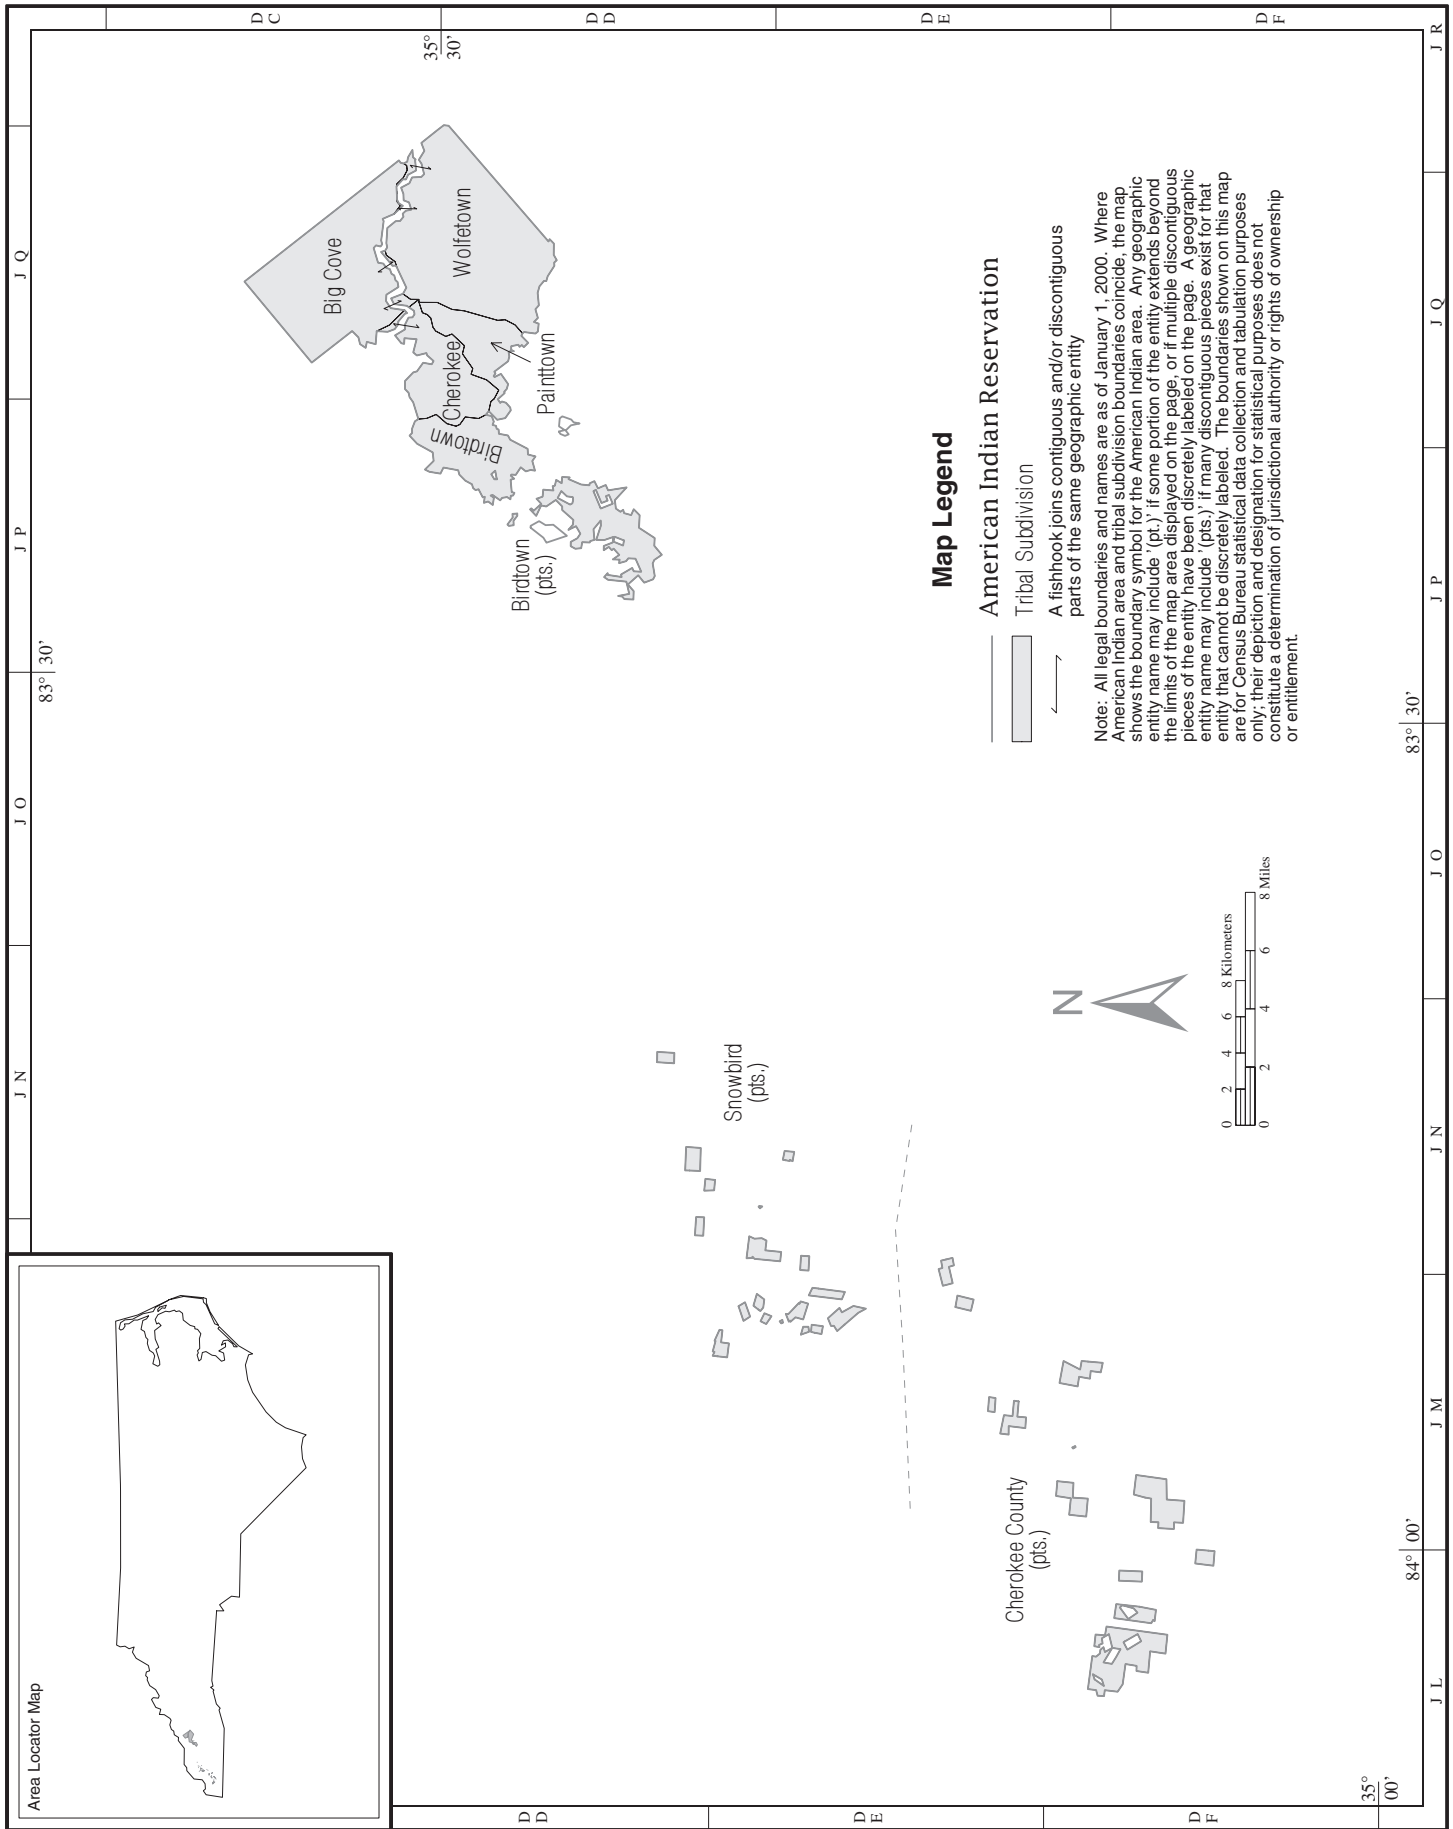 Area Locator Map
J N
J O
J P
J Q
D
C
D
D
D
E
D
F
J R
J Q
J P
J O
J N
J M
J L
D
D
D
E
D
F
83° 30'
35°
30'
83° 30'
84° 00'
35°
00'
Big Cove
Wolfetown
Cherokee
Painttown
Birdtown
Birdtown
(pts.)
Snowbird
(pts.)
Cherokee County
(pts.)
N
0 2 4 6 8 Kilometers
0 2 4 6 8 Miles
Map Legend
American Indian Reservation
Tribal Subdivision
A fishhook joins contiguous and/or discontiguous
parts of the same geographic entity
Note: All legal boundaries and names are as of January 1, 2000. Where
American Indian area and tribal subdivision boundaries coincide, the map
shows the boundary symbol for the American Indian area. Any geographic
entity name may include '(pt.)' if some portion of the entity extends beyond
the limits of the map area displayed on the page, or if multiple discontiguous
pieces of the entity have been discretely labeled on the page. A geographic
entity name may include '(pts.)' if many discontiguous pieces exist for that
entity that cannot be discretely labeled. The boundaries shown on this map
are for Census Bureau statistical data collection and tabulation purposes
only; their depiction and designation for statistical purposes does not
constitute a determination of jurisdictional authority or rights of ownership
or entitlement.